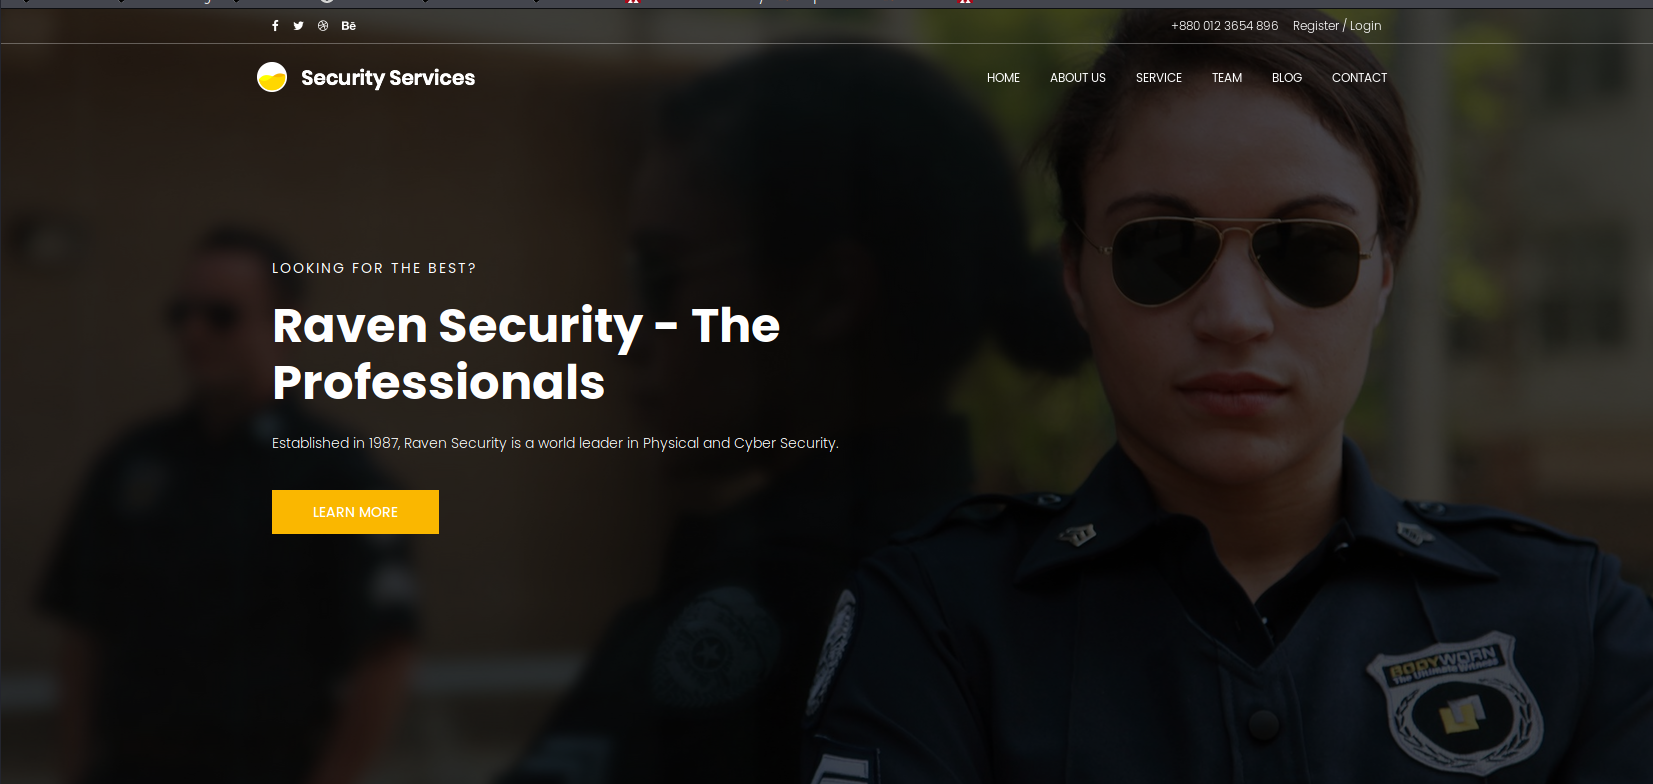 Bē
+880 012 3654 896 Register / Login
Security Services
HOME ABOUT US SERVICE TEAM BLOG CONTACT
LOOKING FOR THE BEST?
Raven Security - The
Professionals
Established in 1987, Raven Security is a world leader in Physical and Cyber Security.
LEARN MORE
BODYWORN
The Ultimate Witness